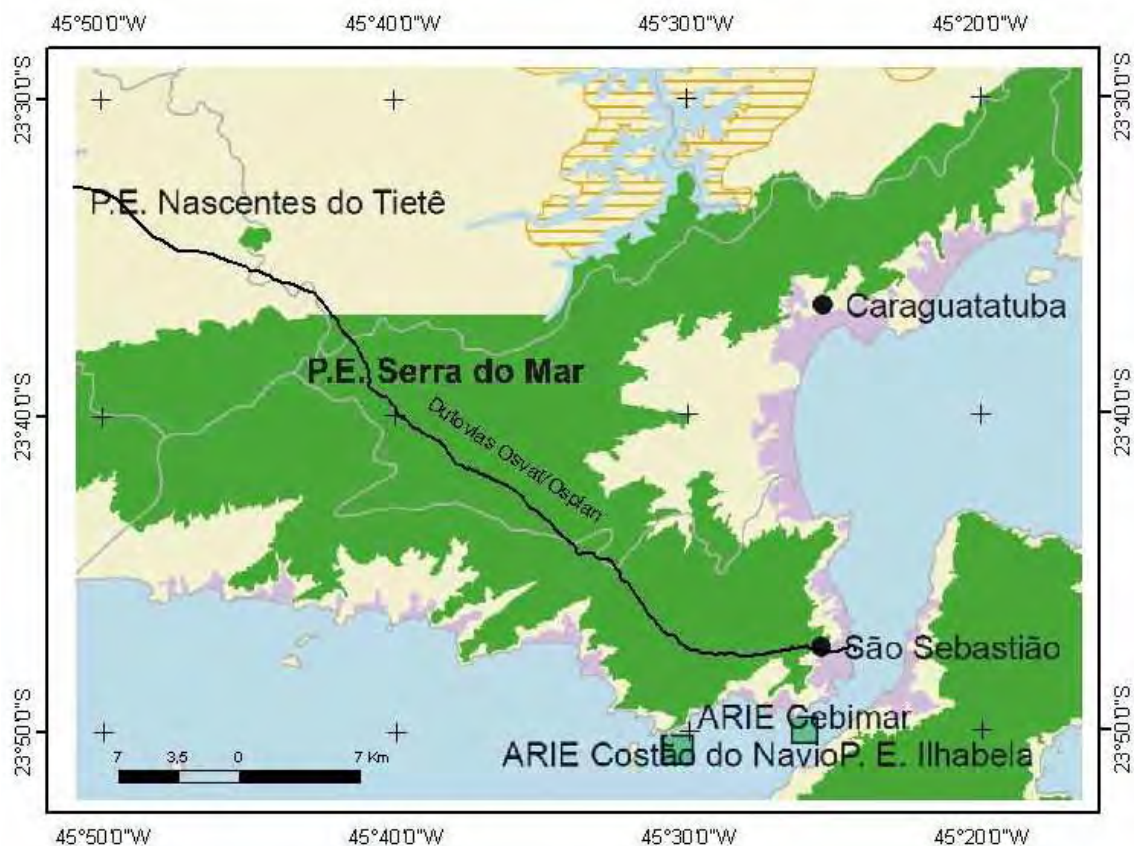 45°50'0"W 45°40'0"W 45°30'0"W 45°20'0"W
23°30'0"S 23°30'0"S
P.E. Nascentes do Tietê
Caraguatatuba
P.E. Serra do Mar
23°40'0"S 23°40'0"S
Dutovias Osvat/Osplan
São Sebastião
ARIE Cebimar
23°50'0"S 23°50'0"S
ARIE Costão do Navio P. E. Ilhabela
7 3,5 0 7 Km
45°50'0"W 45°40'0"W 45°30'0"W 45°20'0"W